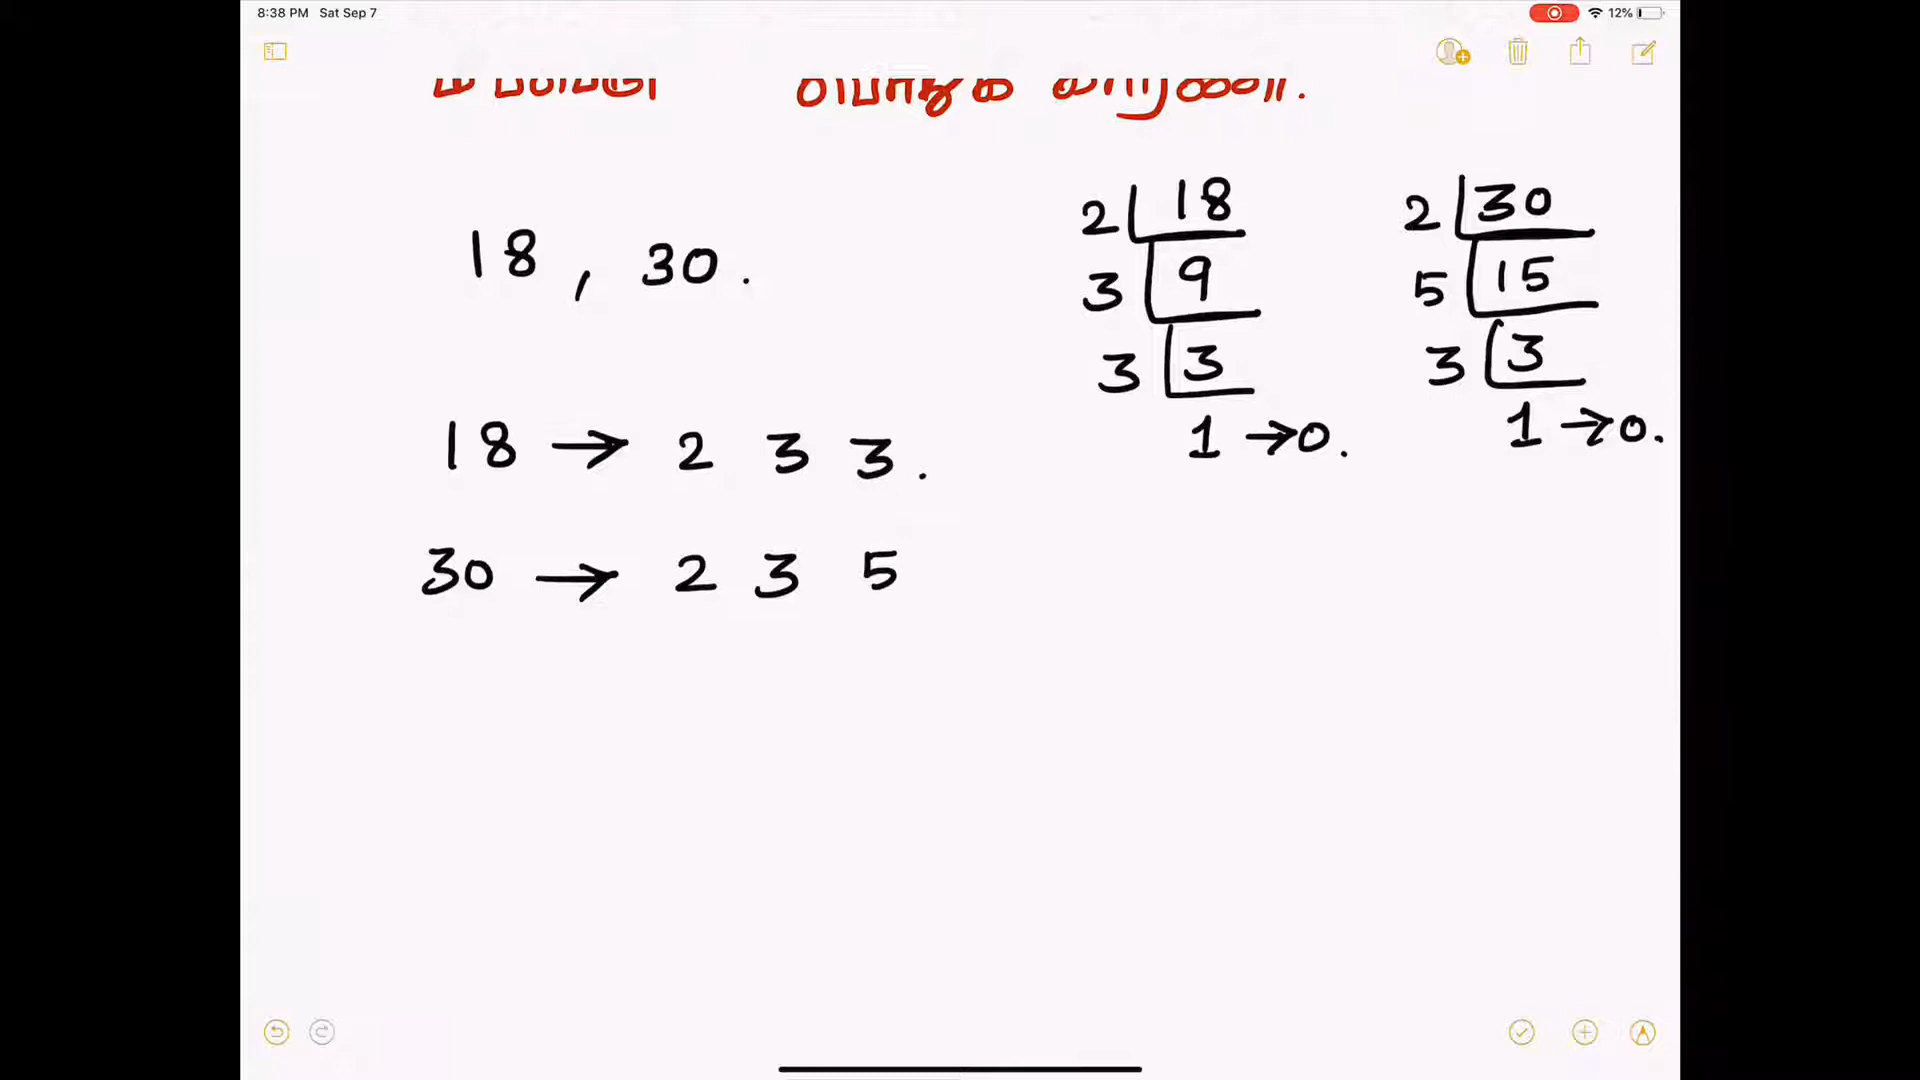 8:38 PM Sat Sep 7
12%
18 , 30 .
18 → 2 3 3 .
30 → 2 3 5
2 18
3 9
3 3
1 → 0 .
2 30
5 15
3 3
1 → 0 .